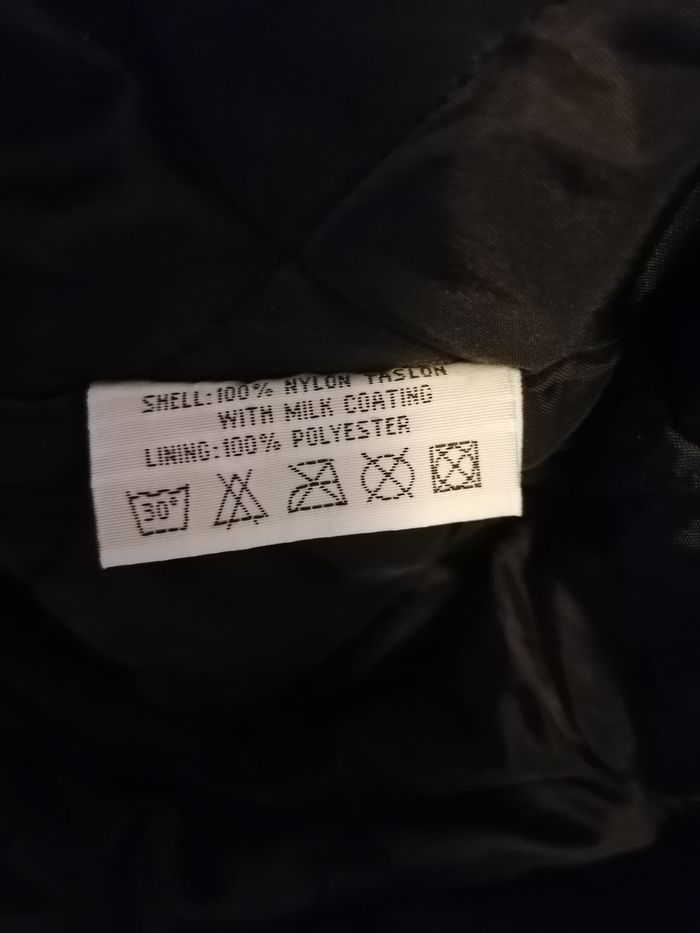 SHELL:100% NYLON TASLON
WITH MILK COATING
LINING:100% POLYESTER
30°